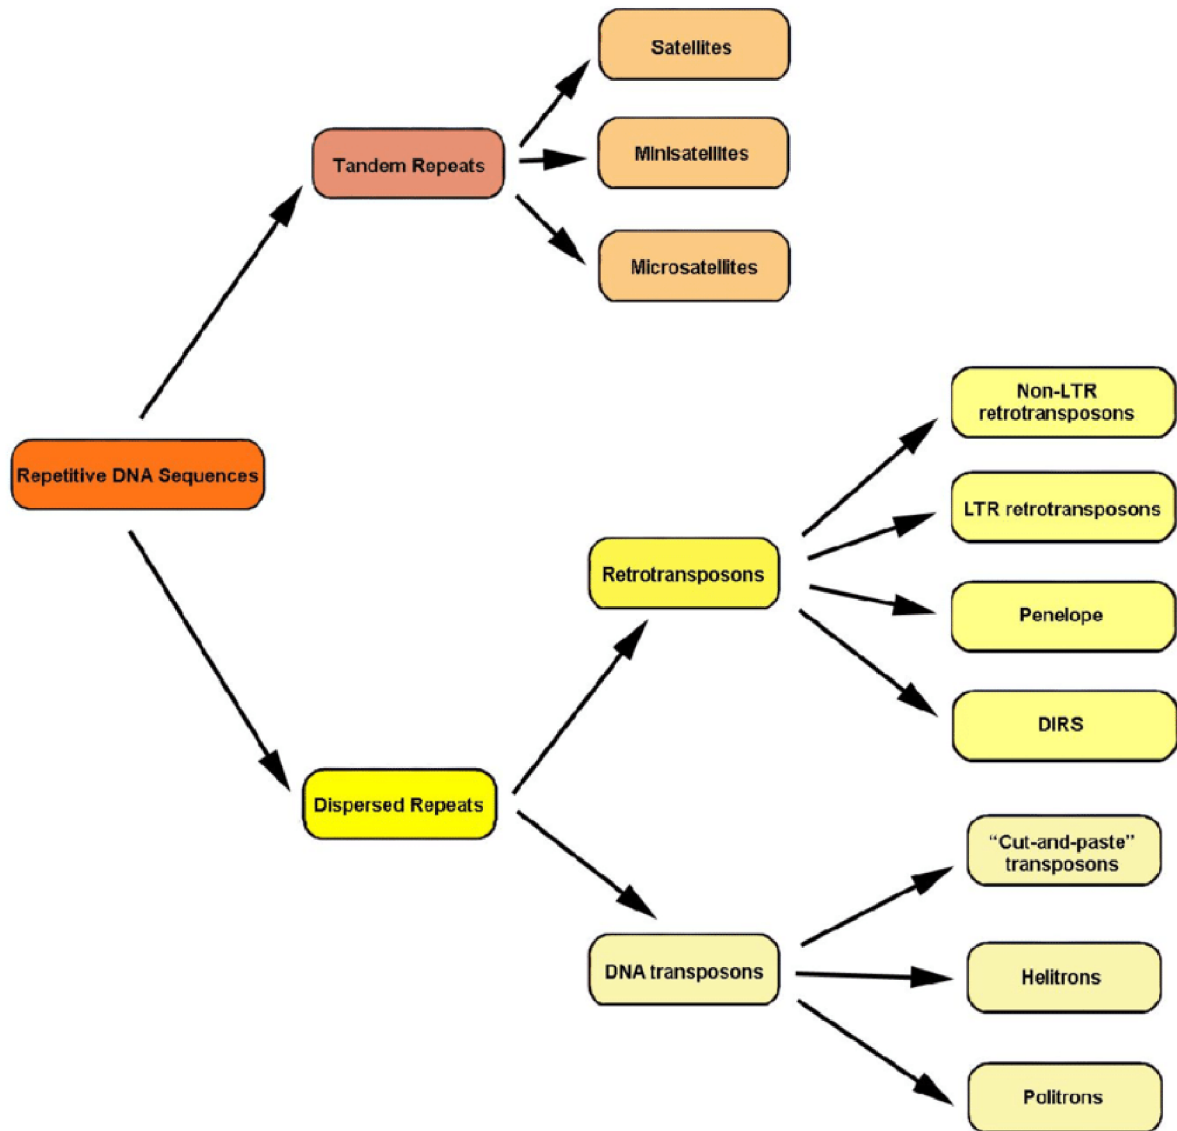 Satellites
Tandem Repeats
Minisatellites
Microsatellites
Repetitive DNA Sequences
Non-LTR
retrotransposons
LTR retrotransposons
Retrotransposons
Penelope
DIRS
Dispersed Repeats
“Cut-and-paste”
transposons
DNA transposons
Helitrons
Politrons